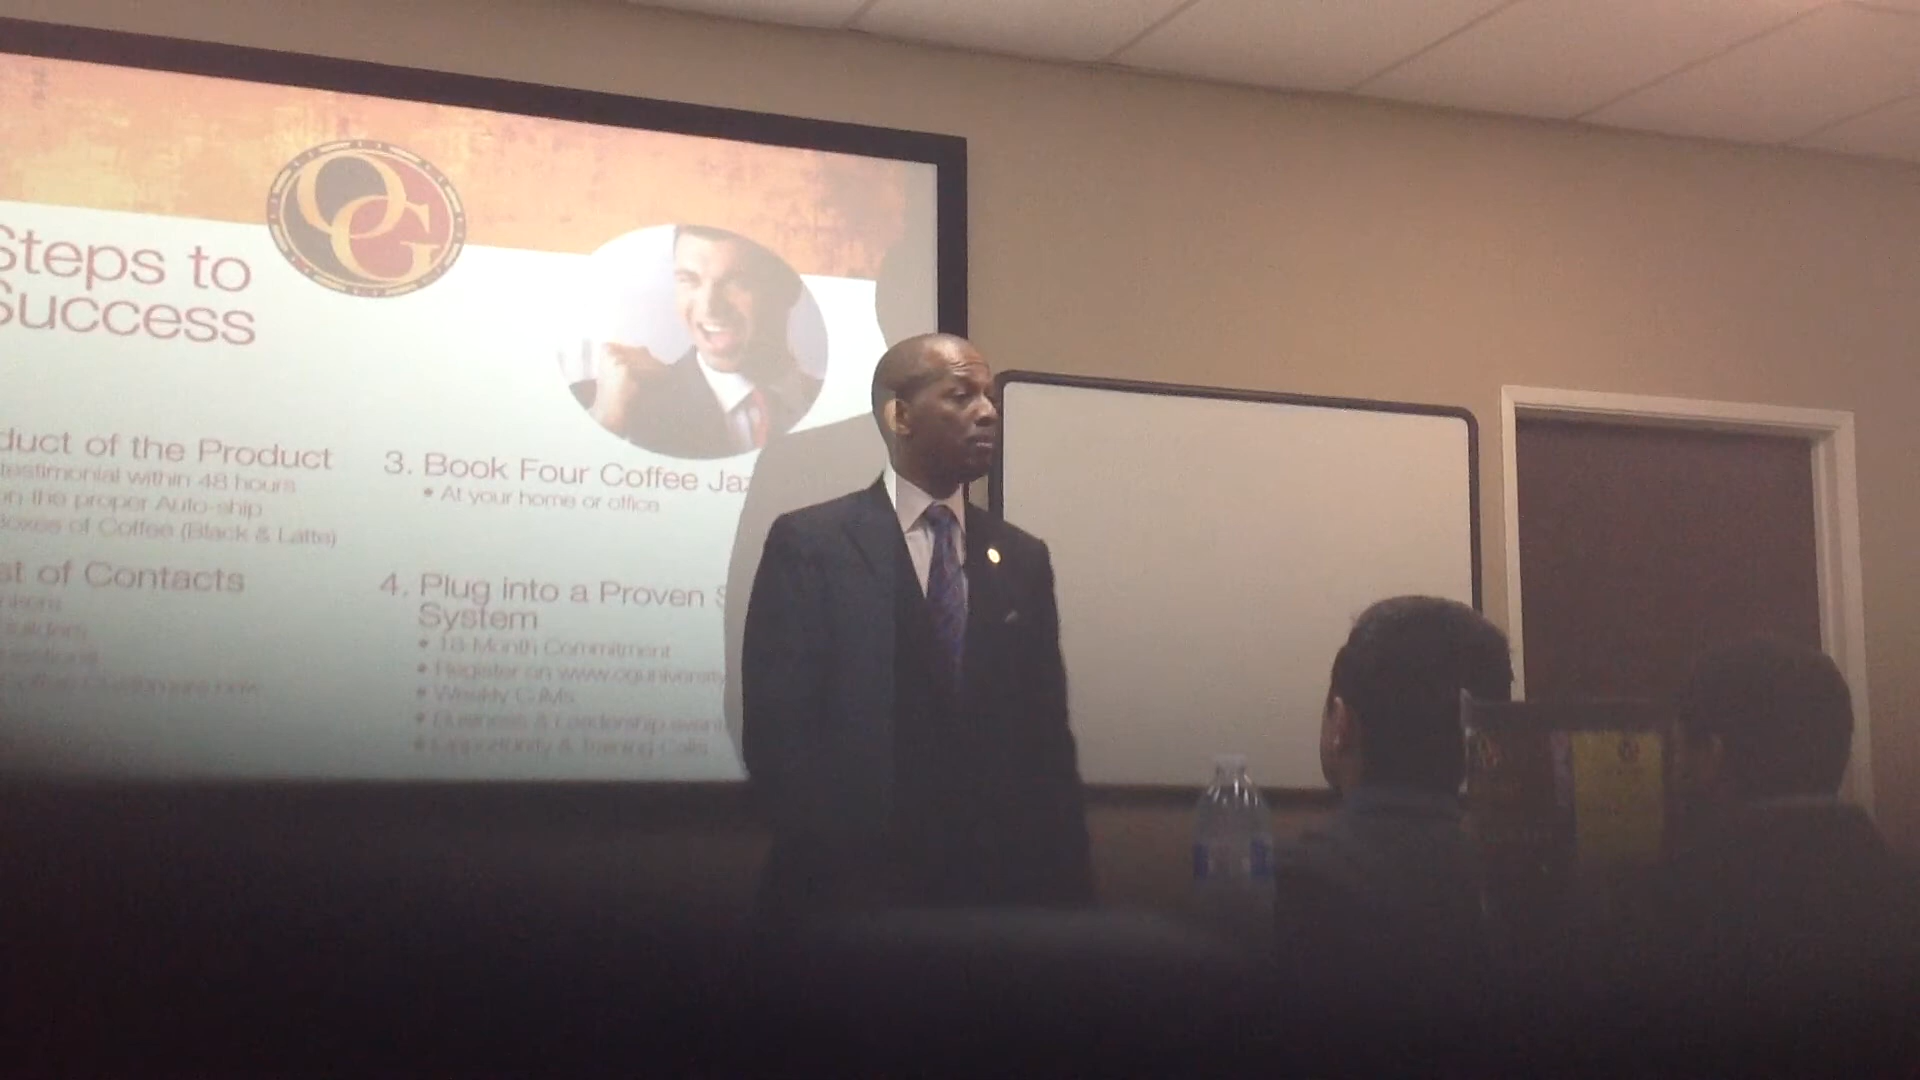 OG
Steps to
Success
duct of the Product
testimonial within 48 hours
on the proper Auto-ship
Boxes of Coffee (Black & Latte)
st of Contacts
3. Book Four Coffee Jaz
• At your home or office
4. Plug into a Proven S
System
• 18-Month Commitment
• Register on www.oguniversity
• Weekly
• Business & Leadership event
• Opportunity & Training Calls